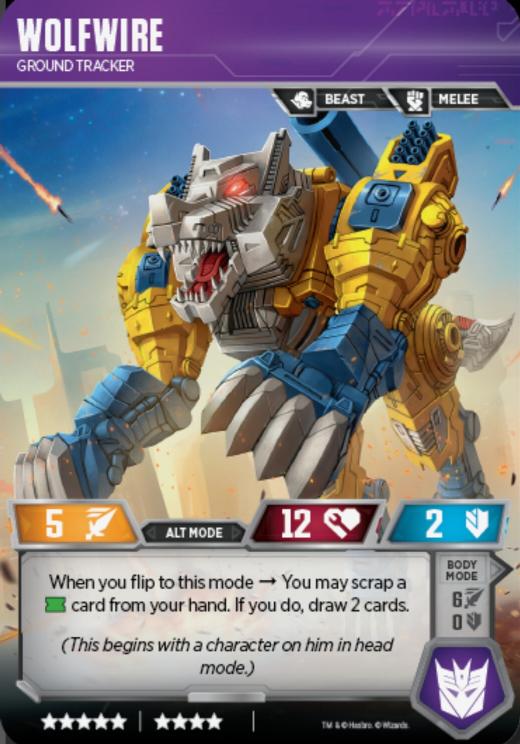 WOLFWIRE
GROUND TRACKER
BEAST MELEE
5 ALT MODE 12 2
When you flip to this mode → You may scrap a
card from your hand. If you do, draw 2 cards.
(This begins with a character on him in head
mode.)
BODY
MODE
6
0
TM & © Hasbro. © Wizards.